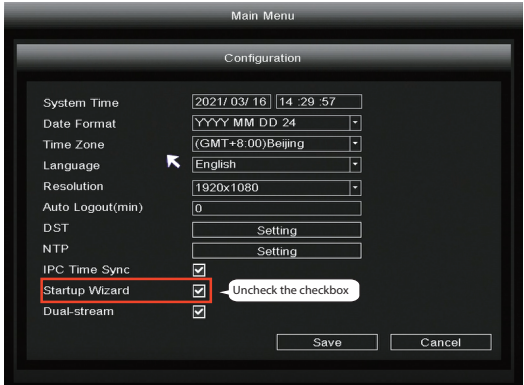 Main Menu
Configuration
System Time 2021/ 03/ 16 14 :29 :57
Date Format YYYY MM DD 24
Time Zone (GMT+8:00)Beijing
Language English
Resolution 1920x1080
Auto Logout(min) 0
DST Setting
NTP Setting
IPC Time Sync
Startup Wizard Uncheck the checkbox
Dual-stream
Save Cancel